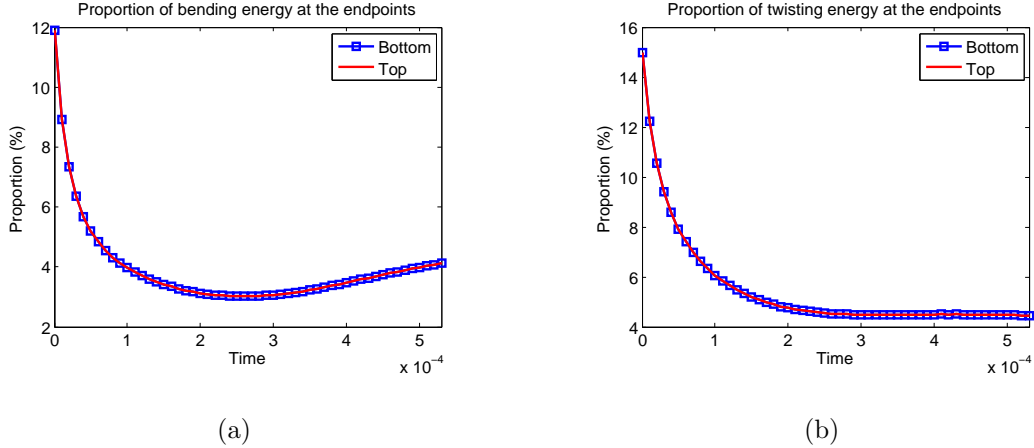 Proportion of bending energy at the endpoints
12
10
8
6
4
2
Proportion (%)
0
1
2
3
4
5
x 10⁻⁴
Time
Bottom
Top
(a)
Proportion of twisting energy at the endpoints
16
14
12
10
8
6
4
Proportion (%)
0
1
2
3
4
5
x 10⁻⁴
Time
Bottom
Top
(b)